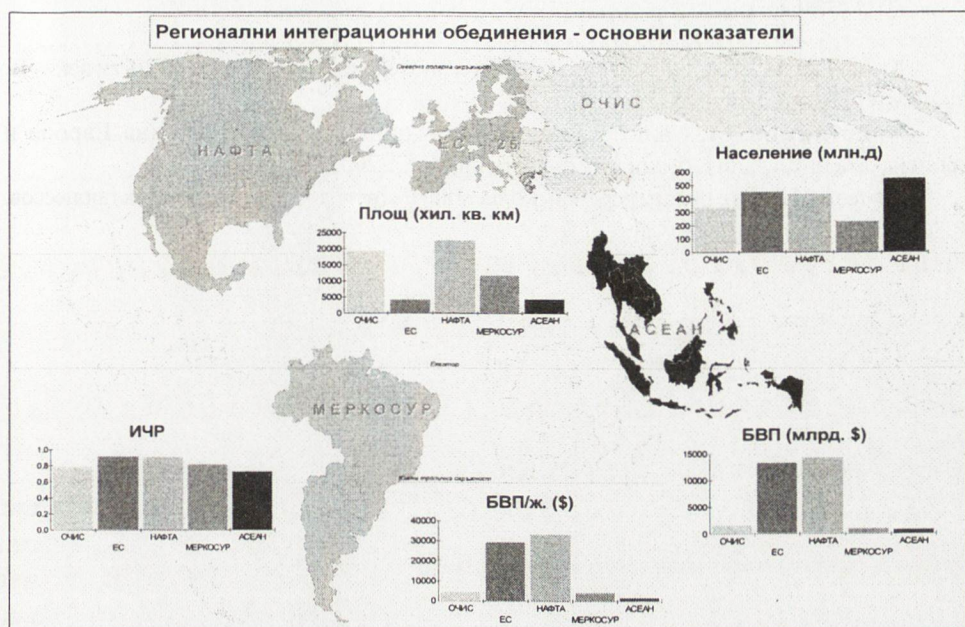 Регионални интеграционни обединения - основни показатели
Северна полярна окръжност
ОЧИС
НАФТА
ЕС - 25
Население (млн.д)
600
500
400
300
200
100
0
ОЧИС
ЕС
НАФТА
МЕРКОСУР
АСЕАН
Площ (хил. кв. км)
25000
20000
15000
10000
5000
0
ОЧИС
ЕС
НАФТА
МЕРКОСУР
АСЕАН
АСЕАН
Екватор
МЕРКОСУР
ИЧР
1.0
0.8
0.6
0.4
0.2
0.0
ОЧИС
ЕС
НАФТА
МЕРКОСУР
АСЕАН
БВП (млрд. $)
15000
10000
5000
0
ОЧИС
ЕС
НАФТА
МЕРКОСУР
АСЕАН
БВП/ж. ($)
40000
30000
20000
10000
0
ОЧИС
ЕС
НАФТА
МЕРКОСУР
АСЕАН